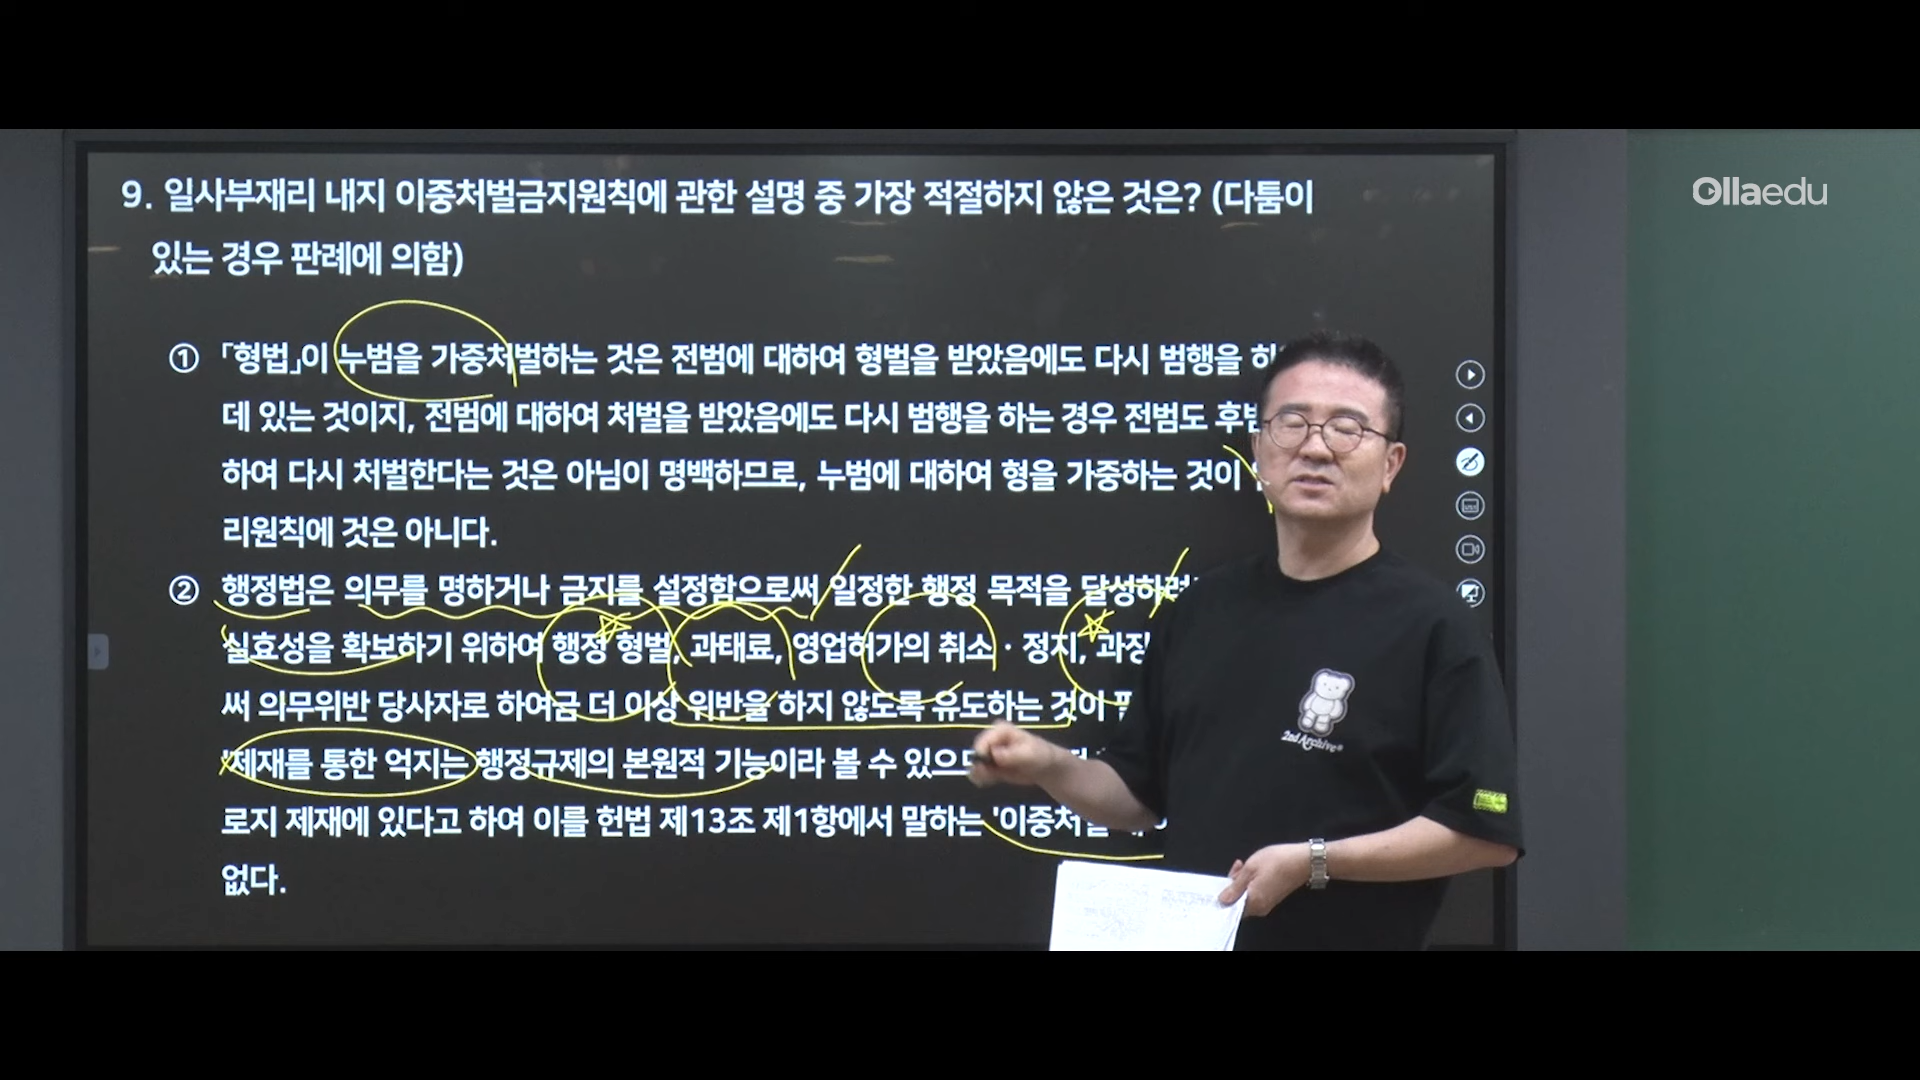 Ollaedu
9. 일사부재리 내지 이중처벌금지원칙에 관한 설명 중 가장 적절하지 않은 것은? (다툼이
있는 경우 판례에 의함)
① 「형법」이 누범을 가중처벌하는 것은 전범에 대하여 형벌을 받았음에도 다시 범행을
데 있는 것이지, 전범에 대하여 처벌을 받았음에도 다시 범행을 하는 경우 전범도
하여 다시 처벌한다는 것은 아님이 명백하므로, 누범에 대하여 형을 가중하는 것이
리원칙에 것은 아니다.
② 행정법은 의무를 명하거나 금지를 설정함으로써 일정한 행정 목적을
실효성을 확보하기 위하여 행정 형벌, 과태료, 영업허가의 취소 · 정지,
써 의무위반 당사자로 하여금 더 이상 위반을 하지 않도록 유도하는 것이
'제재를 통한 억지'는 행정규제의 본원적 기능이라 볼 수
로지 제재에 있다고 하여 이를 헌법 제13조 제1항에서 말하는
없다.
2nd Archive®